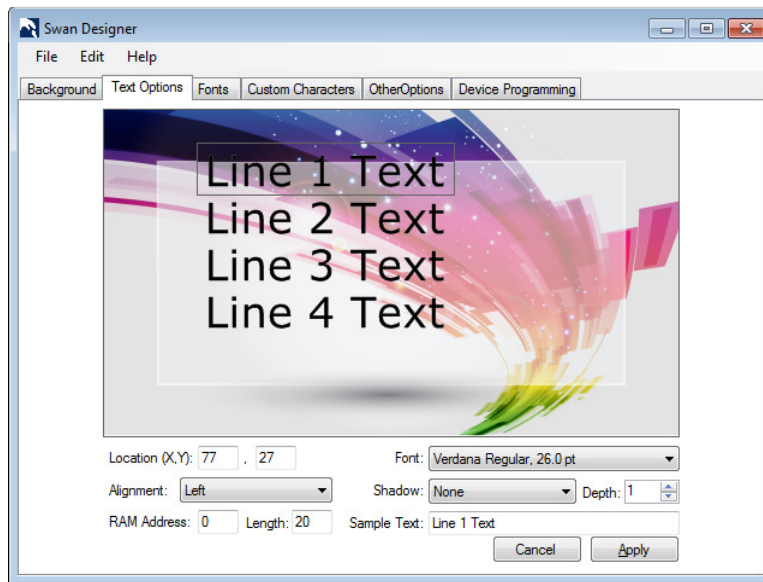 Swan Designer
File Edit Help
Background Text Options Fonts Custom Characters OtherOptions Device Programming
Line 1 Text
Line 2 Text
Line 3 Text
Line 4 Text
Location (X,Y): 77 , 27 Font: Verdana Regular, 26.0 pt
Alignment: Left Shadow: None Depth: 1
RAM Address: 0 Length: 20 Sample Text: Line 1 Text
Cancel Apply